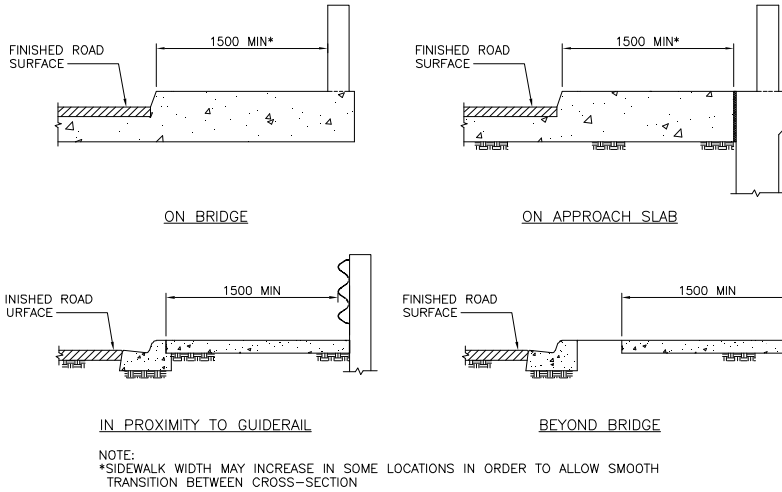 FINISHED ROAD
SURFACE
1500 MIN*
ON BRIDGE
FINISHED ROAD
SURFACE
1500 MIN*
ON APPROACH SLAB
INISHED ROAD
URFACE
1500 MIN
IN PROXIMITY TO GUIDERAIL
FINISHED ROAD
SURFACE
1500 MIN
BEYOND BRIDGE
NOTE:
*SIDEWALK WIDTH MAY INCREASE IN SOME LOCATIONS IN ORDER TO ALLOW SMOOTH
TRANSITION BETWEEN CROSS-SECTION